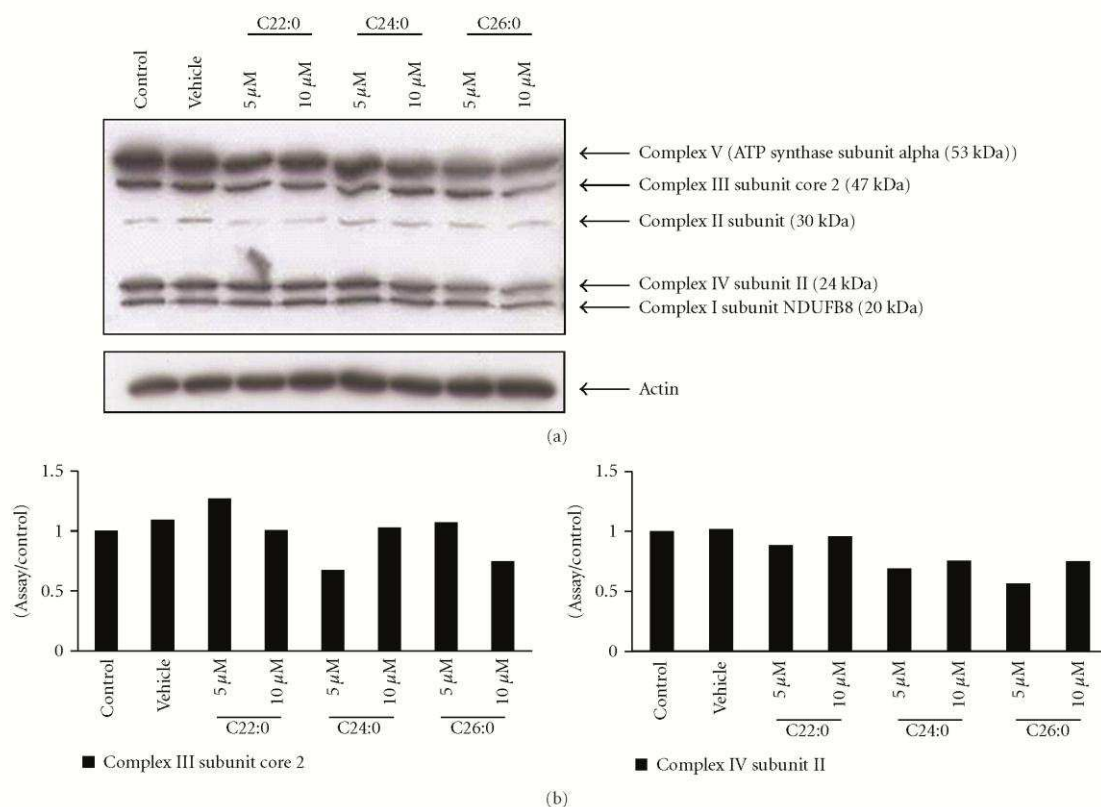 C22:0 C24:0 C26:0
Control Vehicle 5 µM 10 µM 5 µM 10 µM 5 µM 10 µM
Complex V (ATP synthase subunit alpha (53 kDa))
Complex III subunit core 2 (47 kDa)
Complex II subunit (30 kDa)
Complex IV subunit II (24 kDa)
Complex I subunit NDUFB8 (20 kDa)
Actin
(a)
(Assay/control)
1.5
1
0.5
0
Control Vehicle 5 µM 10 µM 5 µM 10 µM 5 µM 10 µM
C22:0 C24:0 C26:0
Complex III subunit core 2
(Assay/control)
1.5
1
0.5
0
Control Vehicle 5 µM 10 µM 5 µM 10 µM 5 µM 10 µM
C22:0 C24:0 C26:0
Complex IV subunit II
(b)